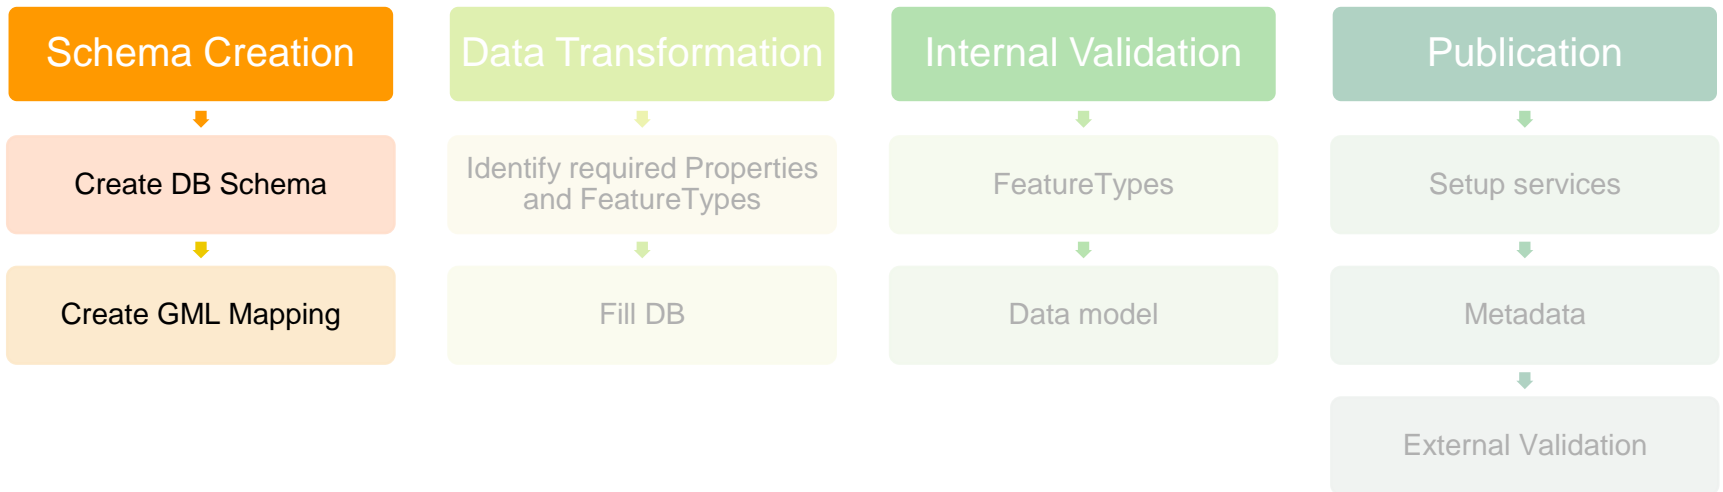 Schema Creation
Create DB Schema
Create GML Mapping
Data Transformation
Identify required Properties
and FeatureTypes
Fill DB
Internal Validation
FeatureTypes
Data model
Publication
Setup services
Metadata
External Validation